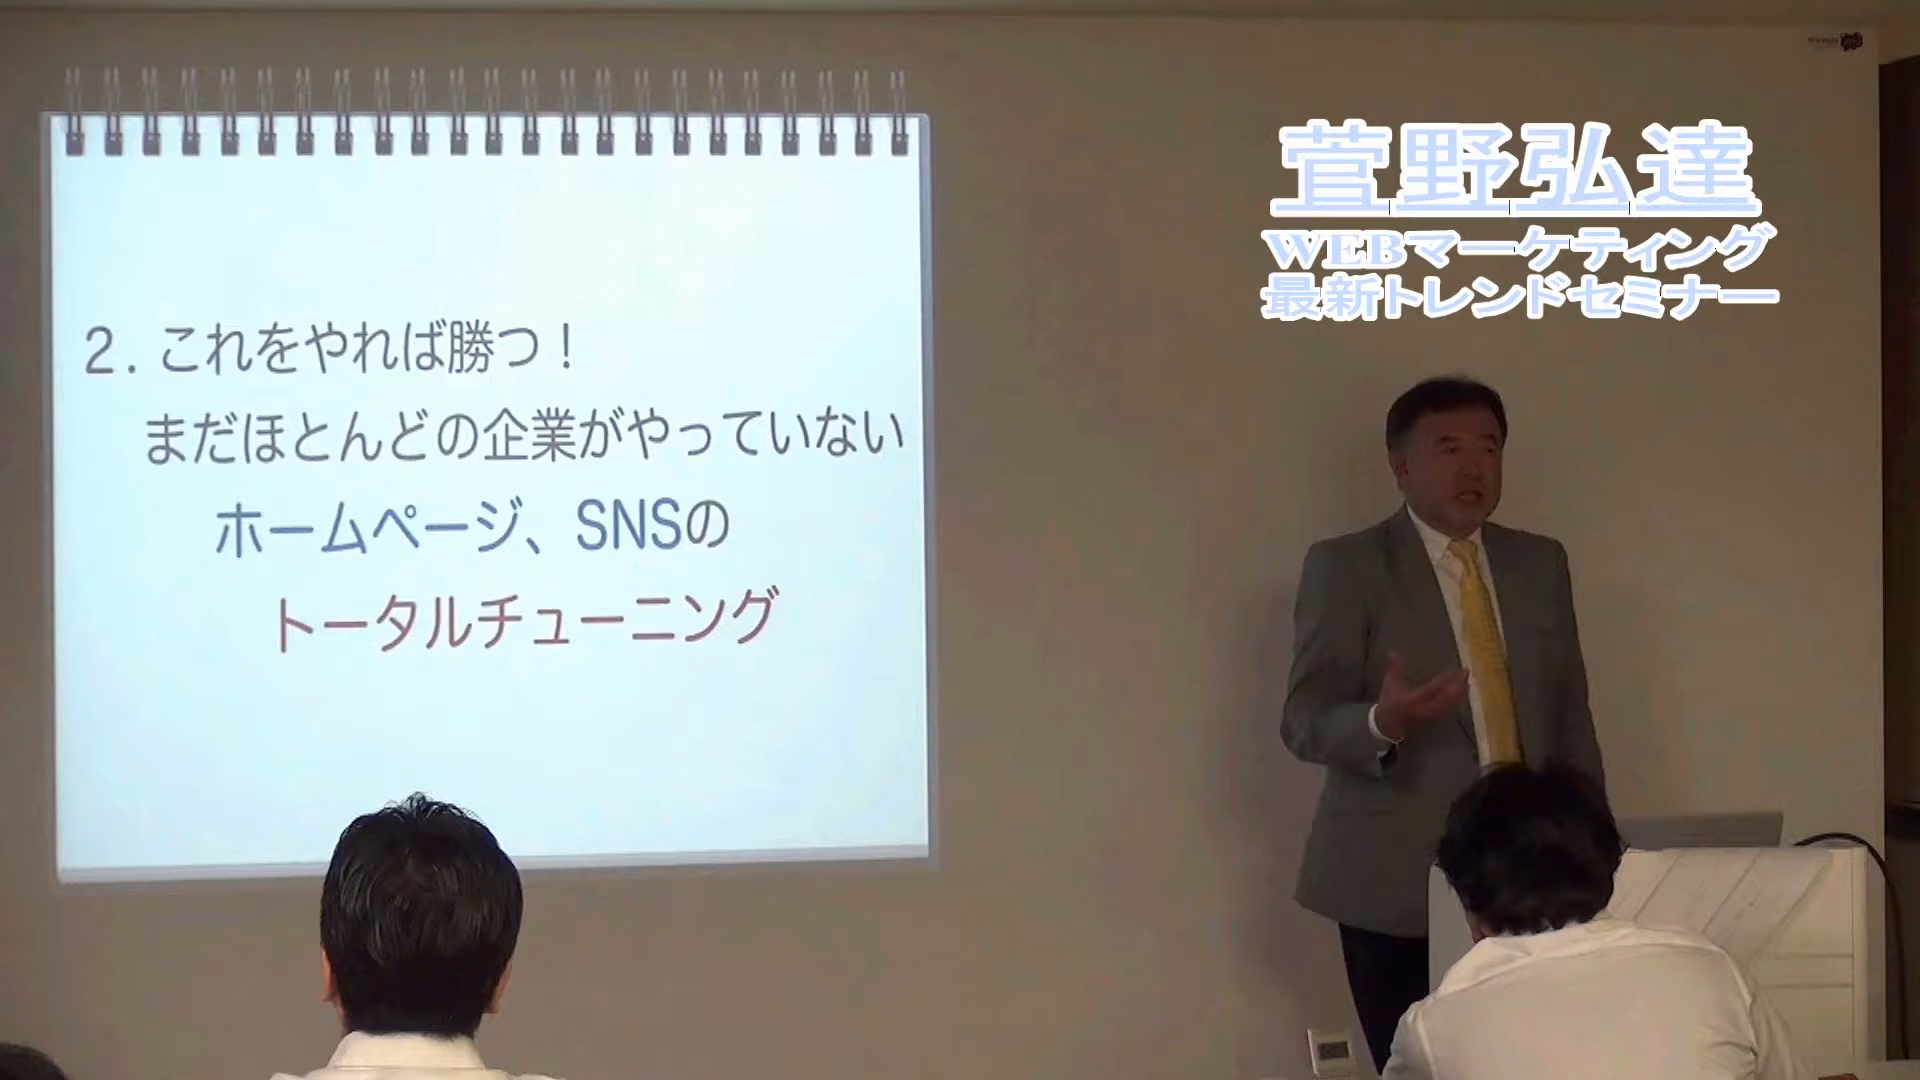 2. これをやれば勝つ！
まだほとんどの企業がやっていない
ホームページ、SNSの
トータルチューニング
菅野弘達
WEBマーケティング
最新トレンドセミナー